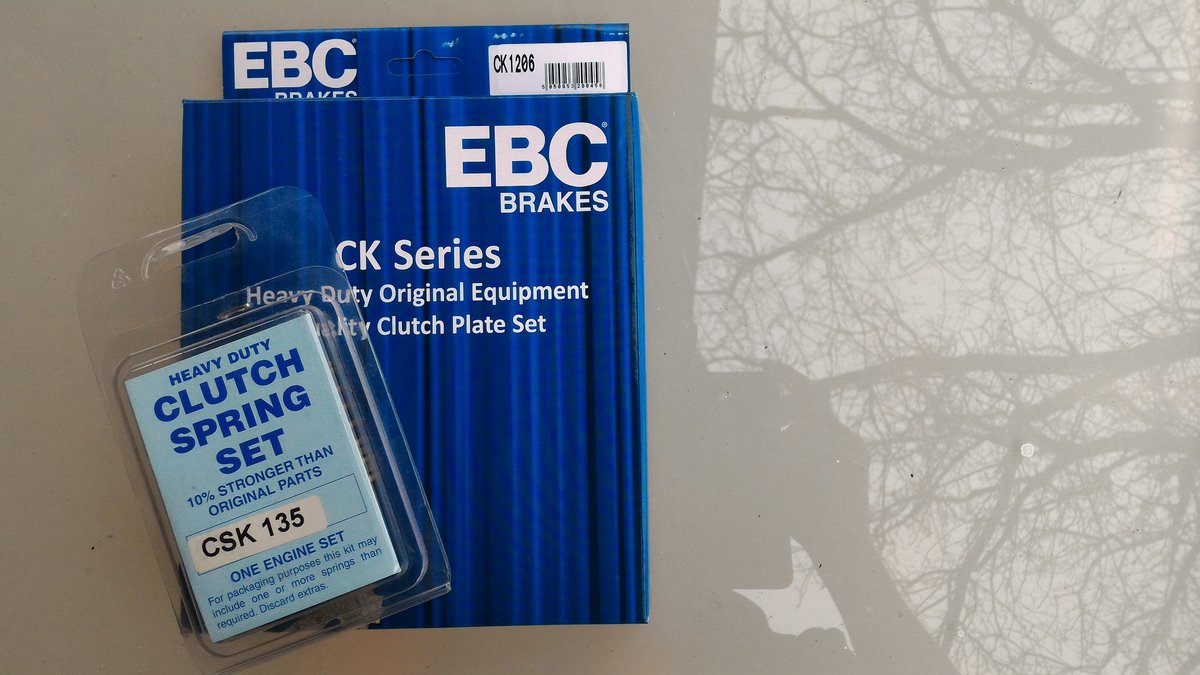 EBC
BRAKES
CK1206
EBC
BRAKES
CK Series
Heavy Duty Original Equipment
Quality Clutch Plate Set
HEAVY DUTY
CLUTCH
SPRING
SET
10% STRONGER THAN
ORIGINAL PARTS
CSK 135
ONE ENGINE SET
For packaging purposes this kit may
include one or more springs than
required. Discard extras.